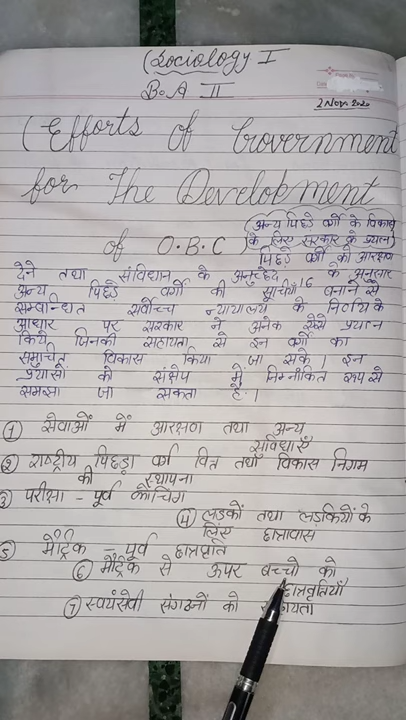 (Sociology I
B.A II
2 Nov. 2020
(Efforts of Government
for The Development
of O.B.C)
(अन्य पिछड़े वर्गों के विकास
के लिए सरकार के प्रयास)
पिछड़े वर्गों को आरक्षण
देने तथा संविधान के अनुच्छेद 16 के अनुसार
अन्य पिछड़े वर्गों की सूचियाँ बनाने से
सम्बन्धित सर्वोच्च न्यायालय के निर्णय के
आधार पर सरकार ने अनेक ऐसे प्रयत्न
किये जिनकी सहायता से इन वर्गों का
समुचित विकास किया जा सके। इन
प्रयासों को संक्षेप में निम्नांकित रूप से
समझा जा सकता है।
① सेवाओं में आरक्षण तथा अन्य
सुविधाएँ
② राष्ट्रीय पिछड़ा वर्ग वित्त तथा विकास निगम
की स्थापना
③ परीक्षा - पूर्व कोचिंग
④ लड़कों तथा लड़कियों के
लिए छात्रावास
⑤ मैट्रिक - पूर्व छात्रवृत्ति
⑥ मैट्रिक से ऊपर बच्चो को
छात्रवृत्तियाँ
⑦ स्वयंसेवी संगठनों को सहायता